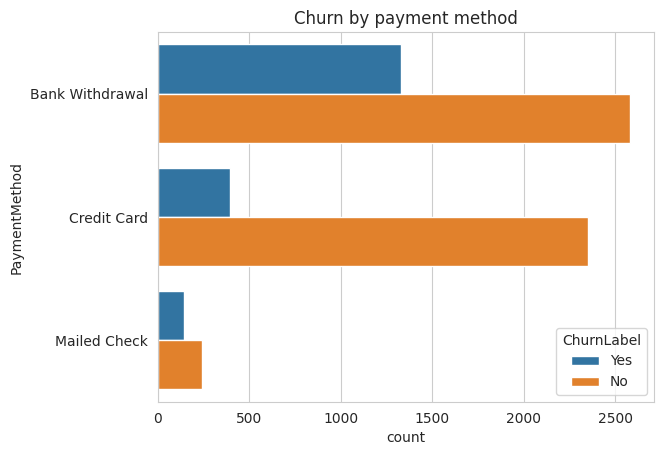 Churn by payment method
PaymentMethod
Bank Withdrawal
Credit Card
Mailed Check
ChurnLabel
Yes
No
0 500 1000 1500 2000 2500
count